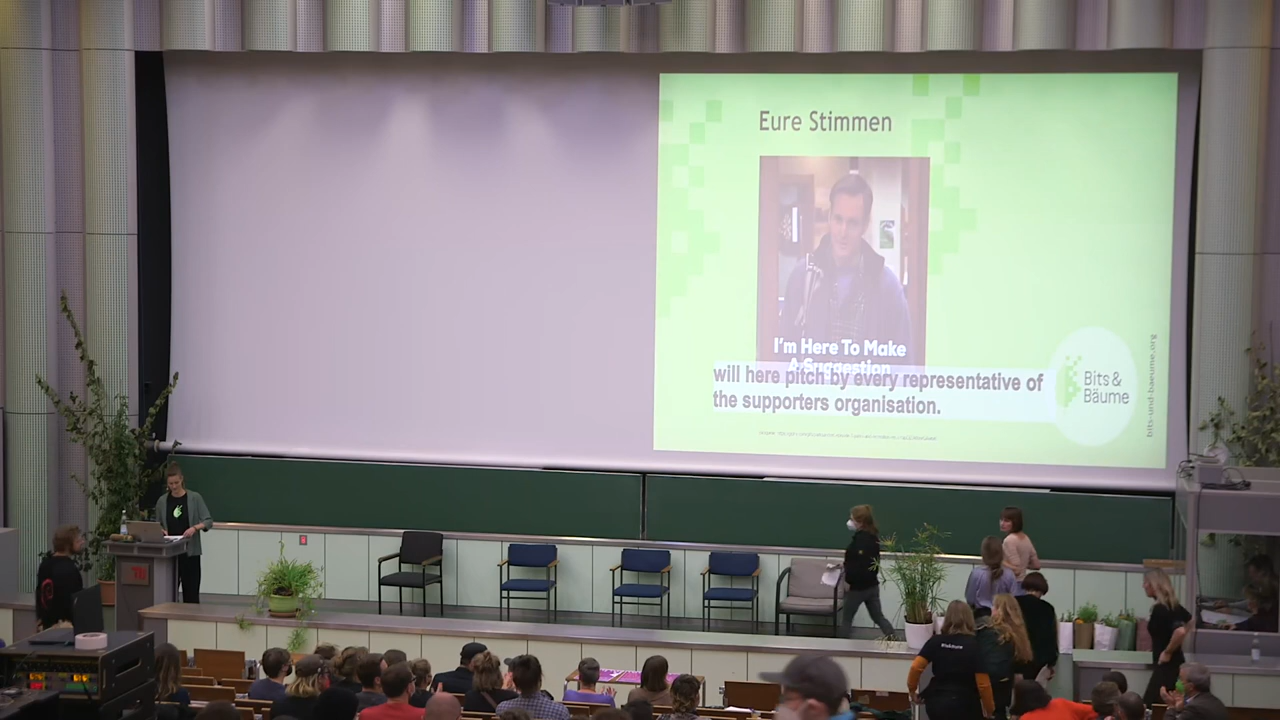 Eure Stimmen
I'm Here To Make
A Suggestion
will here pitch by every representative of
the supporters organisation.
Bits &
Bäume
bits-und-baeume.org